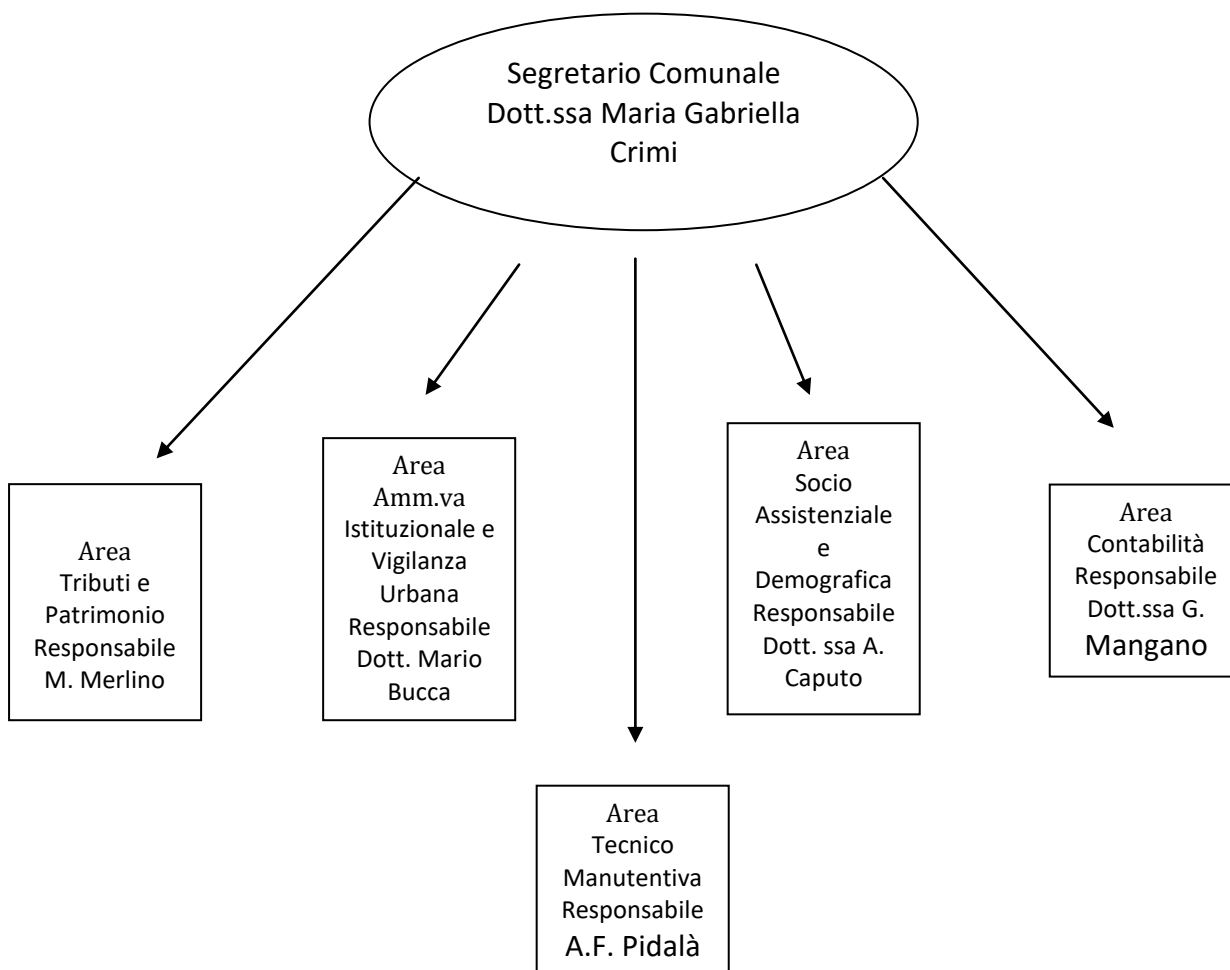 Segretario Comunale
Dott.ssa Maria Gabriella
Crimi
Area
Tributi e
Patrimonio
Responsabile
M. Merlino
Area
Amm.va
Istituzionale e
Vigilanza
Urbana
Responsabile
Dott. Mario
Bucca
Area
Socio
Assistenziale
e
Demografica
Responsabile
Dott. ssa A.
Caputo
Area
Contabilità
Responsabile
Dott.ssa G.
Mangano
Area
Tecnico
Manutentiva
Responsabile
A.F. Pidalà